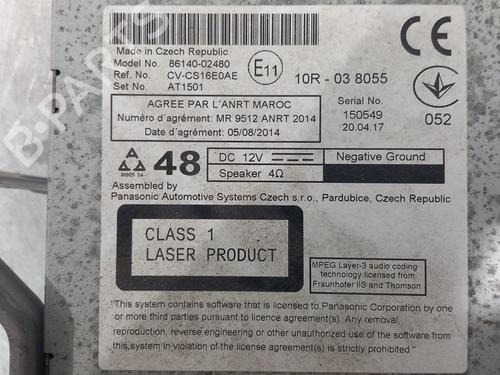 Made in Czech Republic
Model No. 86140-02480
Ref. No. CV-CS16E0AE
Set No. AT1501
E11
10R - 03 8055
CE
AGREE PAR L'ANRT MAROC
Numéro d'agrément: MR 9512 ANRT 2014
Date d'agrément: 05/08/2014
Serial No.
150549
20.04.17
052
48
DC 12V
Negative Ground
Speaker 4Ω
Assembled by
Panasonic Automotive Systems Czech s.r.o., Pardubice, Czech Republic
CLASS 1
LASER PRODUCT
MPEG Layer-3 audio coding
technology licensed from
Fraunhofer IIS and Thomson
"This system contains software that is licensed to Panasonic Corporation by one
or more third parties pursuant to licence agreement(s). Any removal,
reproduction, reverse engineering or other unauthorized use of the software from
this system in violation of the licence agreement(s) is strictly prohibited."